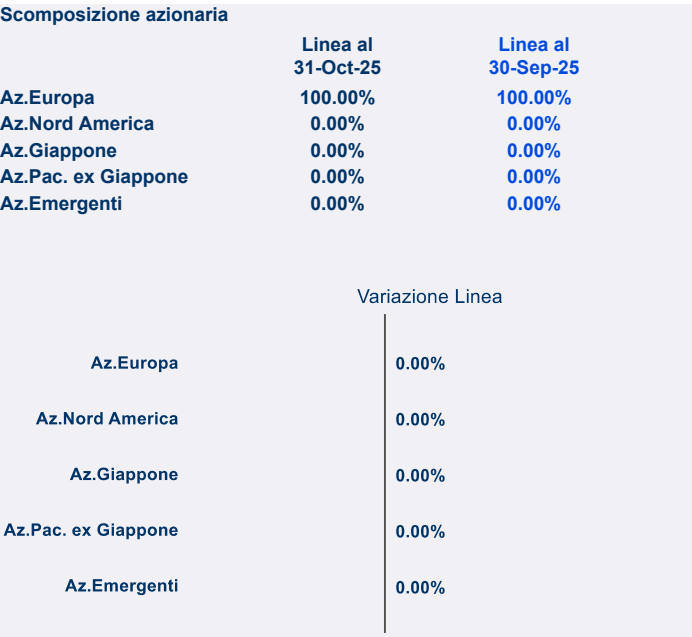 Scomposizione azionaria
Linea al Linea al
31-Oct-25 30-Sep-25
Az.Europa 100.00% 100.00%
Az.Nord America 0.00% 0.00%
Az.Giappone 0.00% 0.00%
Az.Pac. ex Giappone 0.00% 0.00%
Az.Emergenti 0.00% 0.00%
Variazione Linea
Az.Europa 0.00%
Az.Nord America 0.00%
Az.Giappone 0.00%
Az.Pac. ex Giappone 0.00%
Az.Emergenti 0.00%